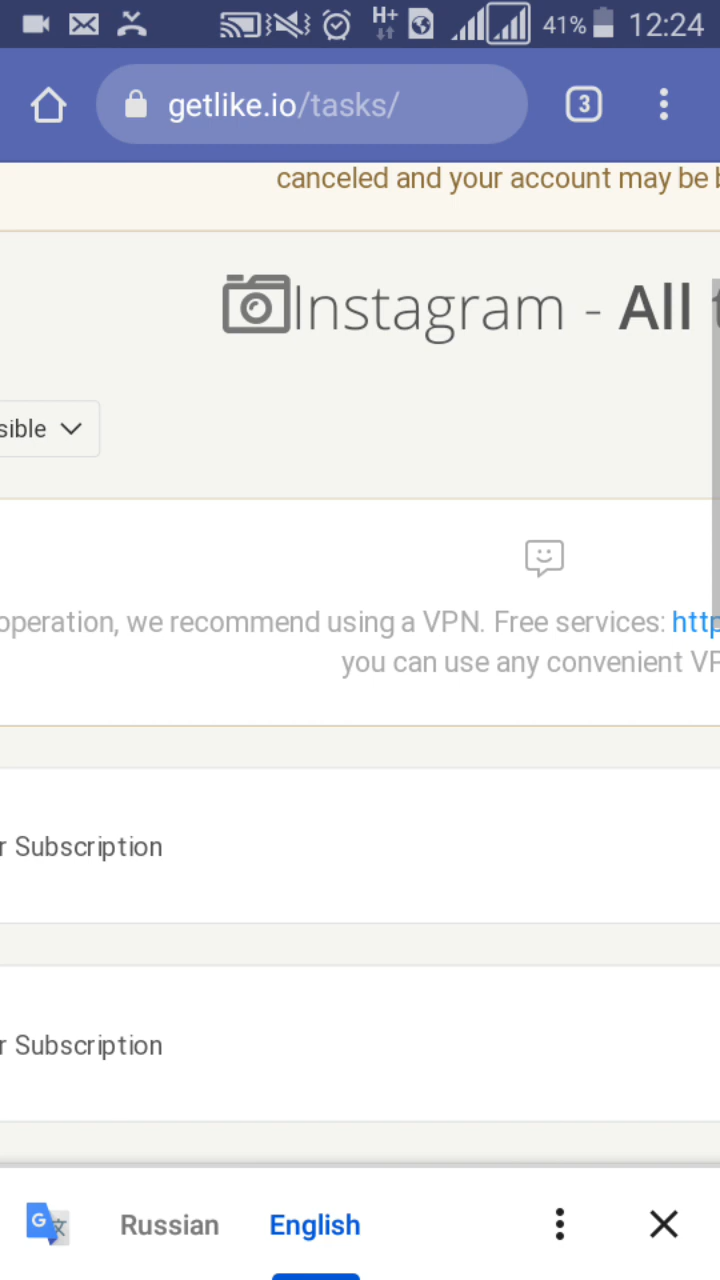 H+ 41% 12:24
getlike.io/tasks/ 3
canceled and your account may be
Instagram - All
sible
operation, we recommend using a VPN. Free services: http
you can use any convenient VP
r Subscription
r Subscription
G 文 Russian English